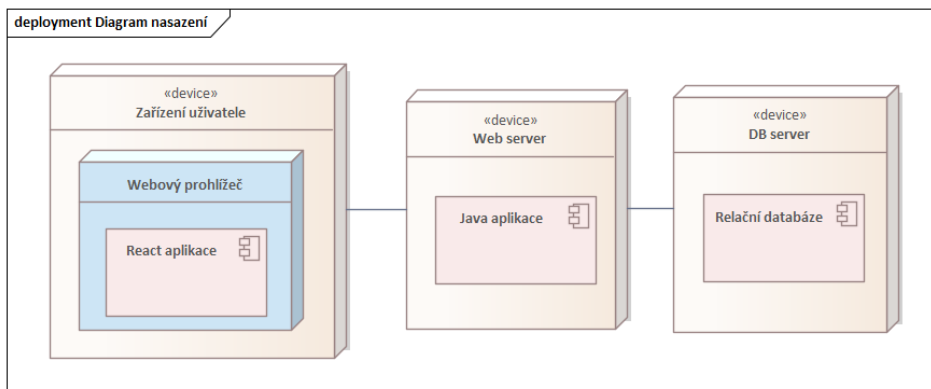 deployment Diagram nasazení
«device»
Zařízení uživatele
Webový prohlížeč
React aplikace
«device»
Web server
Java aplikace
«device»
DB server
Relační databáze